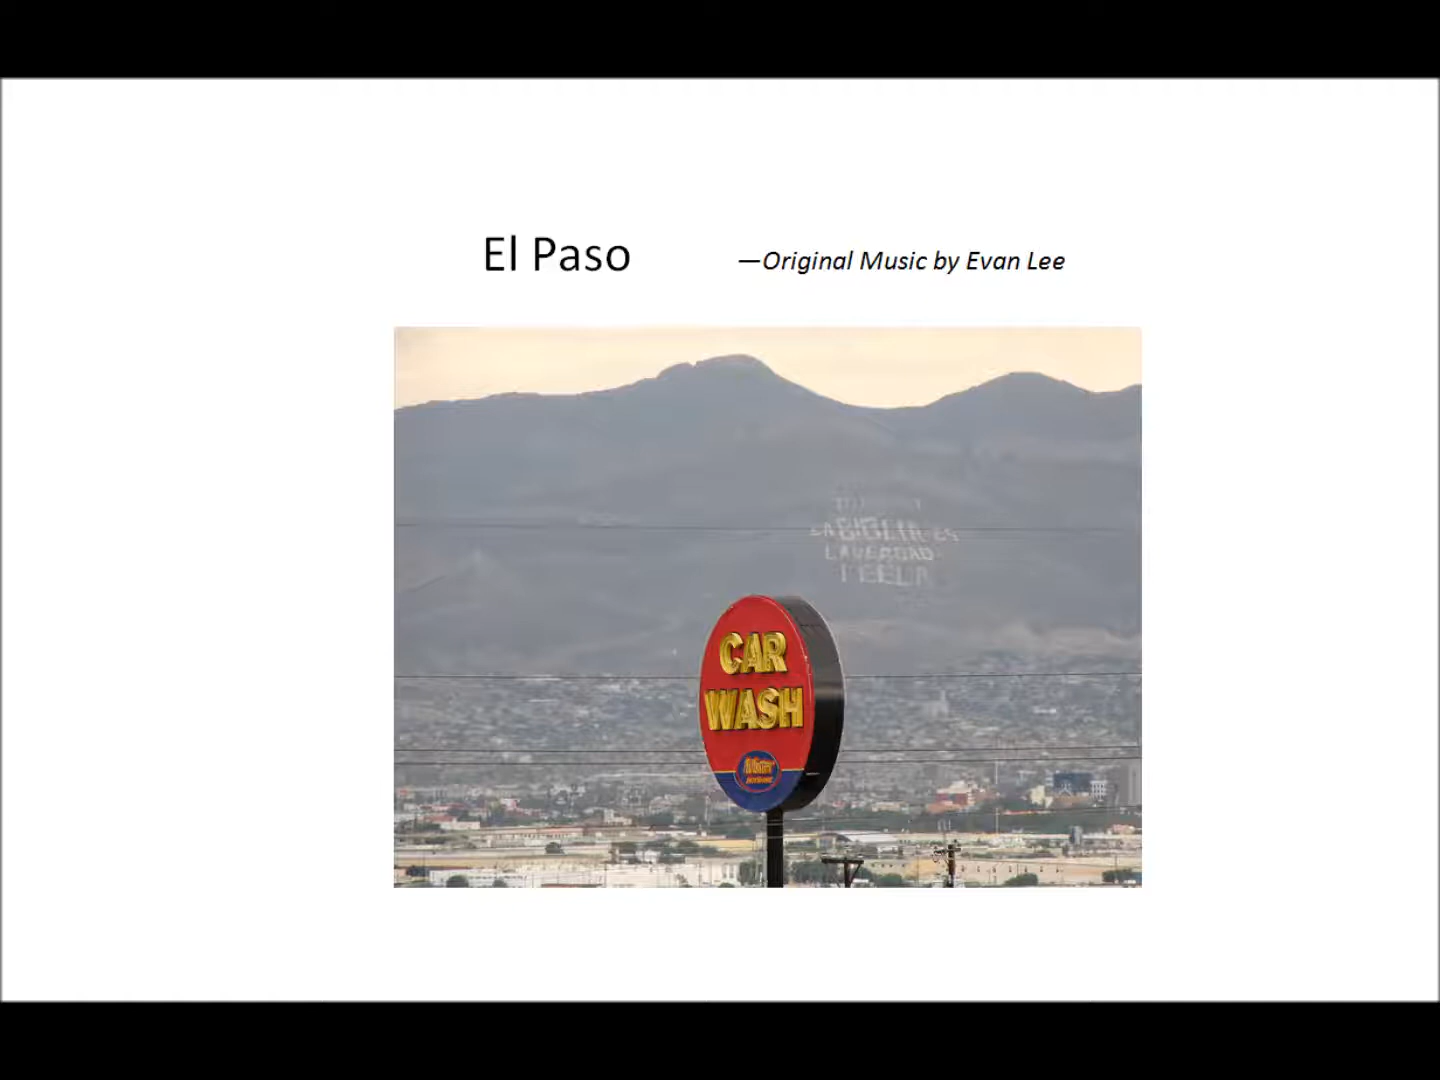 El Paso
—Original Music by Evan Lee
LA BIBLIA ES
LA VERDAD
CAR
WASH